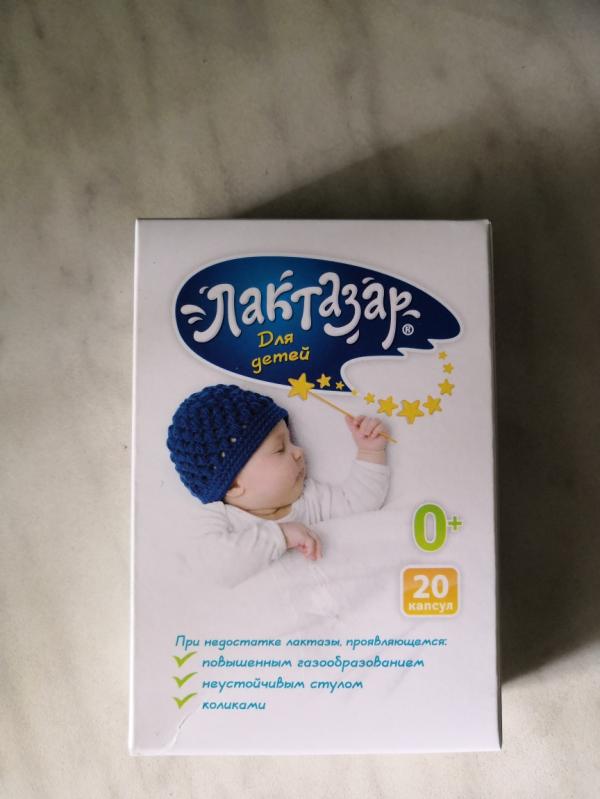 Лактазар®
Для
детей
0+
20
капсул
При недостатке лактазы, проявляющемся:
повышенным газообразованием
неустойчивым стулом
коликами